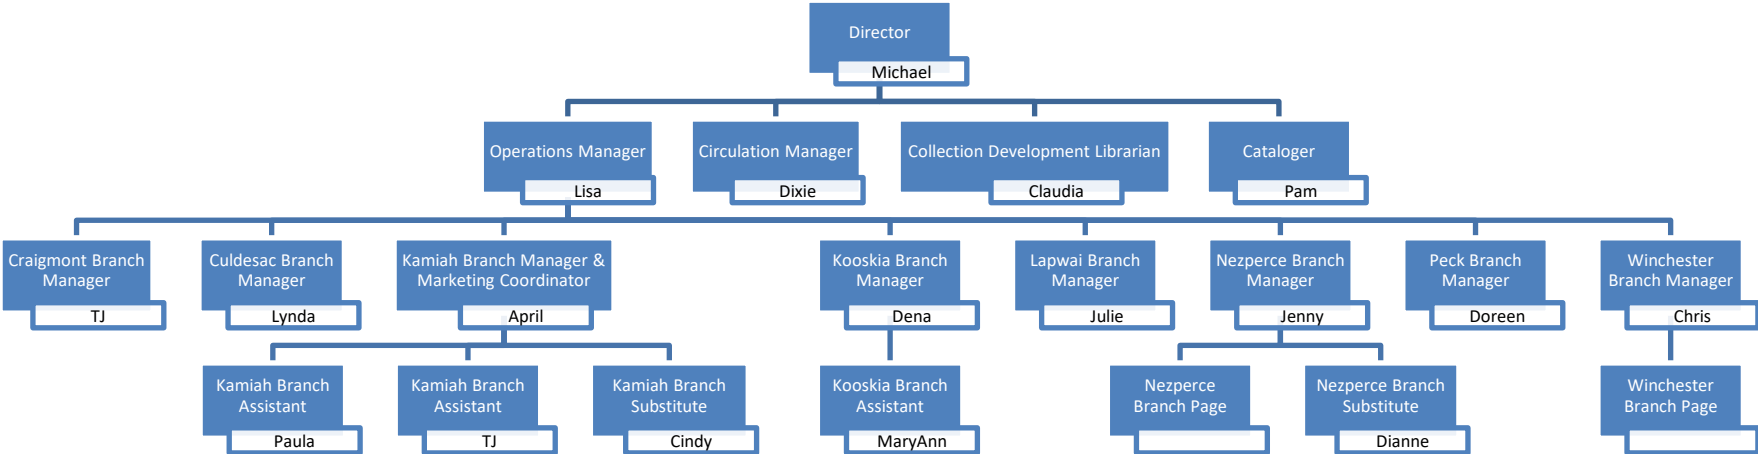 Director
Michael
Operations Manager
Lisa
Circulation Manager
Dixie
Collection Development Librarian
Claudia
Cataloger
Pam
Craigmont Branch
Manager
TJ
Culdesac Branch
Manager
Lynda
Kamiah Branch Manager &
Marketing Coordinator
April
Kooskia Branch
Manager
Dena
Lapwai Branch
Manager
Julie
Nezperce Branch
Manager
Jenny
Peck Branch
Manager
Doreen
Winchester
Branch Manager
Chris
Kamiah Branch
Assistant
Paula
Kamiah Branch
Assistant
TJ
Kamiah Branch
Substitute
Cindy
Kooskia Branch
Assistant
MaryAnn
Nezperce
Branch Page
Nezperce Branch
Substitute
Dianne
Winchester
Branch Page